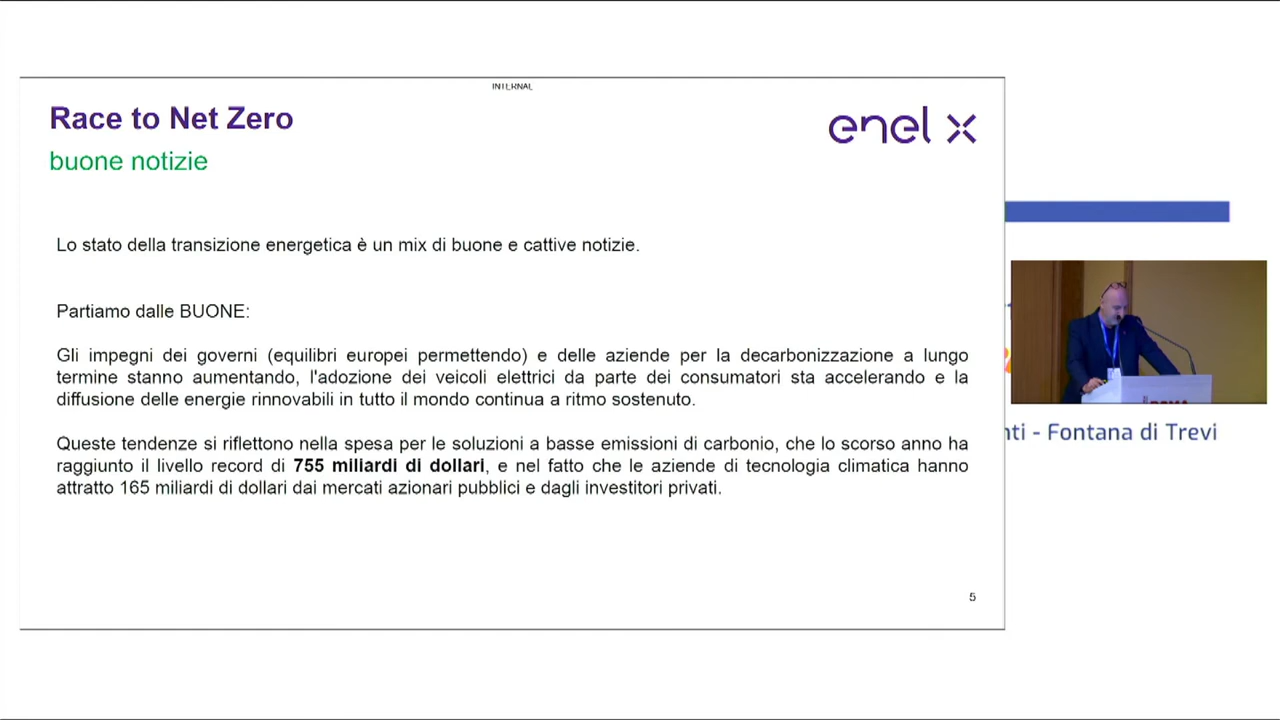 INTERNAL
Race to Net Zero
enel x
buone notizie
Lo stato della transizione energetica è un mix di buone e cattive notizie.
Partiamo dalle BUONE:
Gli impegni dei governi (equilibri europei permettendo) e delle aziende per la decarbonizzazione a lungo
termine stanno aumentando, l'adozione dei veicoli elettrici da parte dei consumatori sta accelerando e la
diffusione delle energie rinnovabili in tutto il mondo continua a ritmo sostenuto.
Queste tendenze si riflettono nella spesa per le soluzioni a basse emissioni di carbonio, che lo scorso anno ha
raggiunto il livello record di 755 miliardi di dollari, e nel fatto che le aziende di tecnologia climatica hanno
attratto 165 miliardi di dollari dai mercati azionari pubblici e dagli investitori privati.
5
nti - Fontana di Trevi